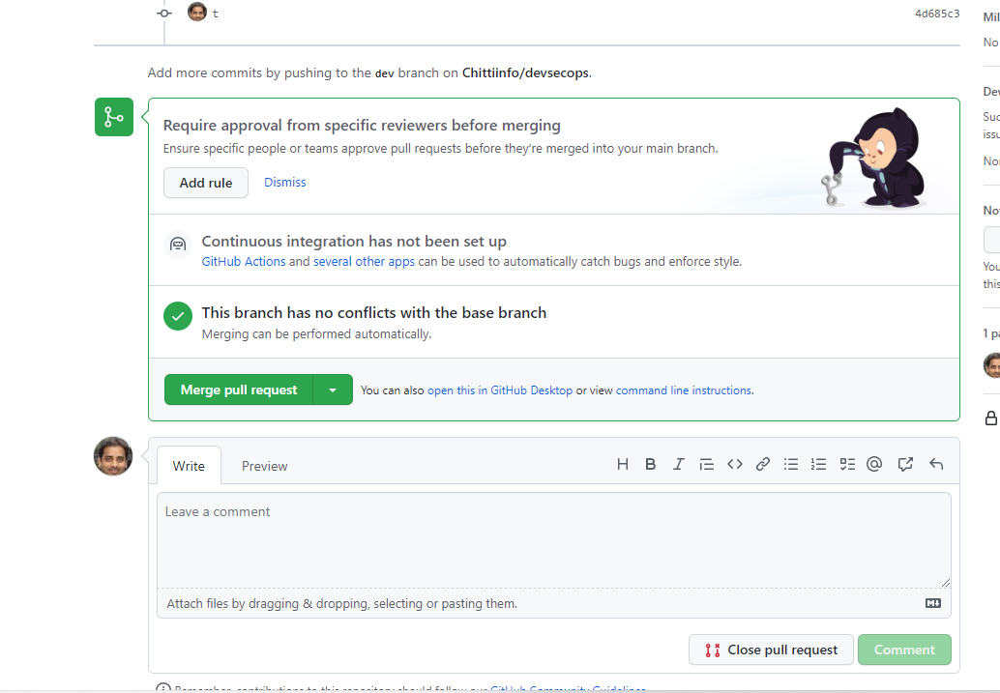 t
4d685c3
Mil
No
Add more commits by pushing to the dev branch on Chittiinfo/devsecops.
Dev
Suc
issu
Non
Require approval from specific reviewers before merging
Ensure specific people or teams approve pull requests before they're merged into your main branch.
Add rule
Dismiss
Not
You
this
Continuous integration has not been set up
GitHub Actions and several other apps can be used to automatically catch bugs and enforce style.
This branch has no conflicts with the base branch
Merging can be performed automatically.
1 pa
Merge pull request
You can also open this in GitHub Desktop or view command line instructions.
Write
Preview
H B I
Leave a comment
Attach files by dragging & dropping, selecting or pasting them.
Close pull request
Comment
Remember, contributions to this repository should follow our GitHub Community Guidelines.